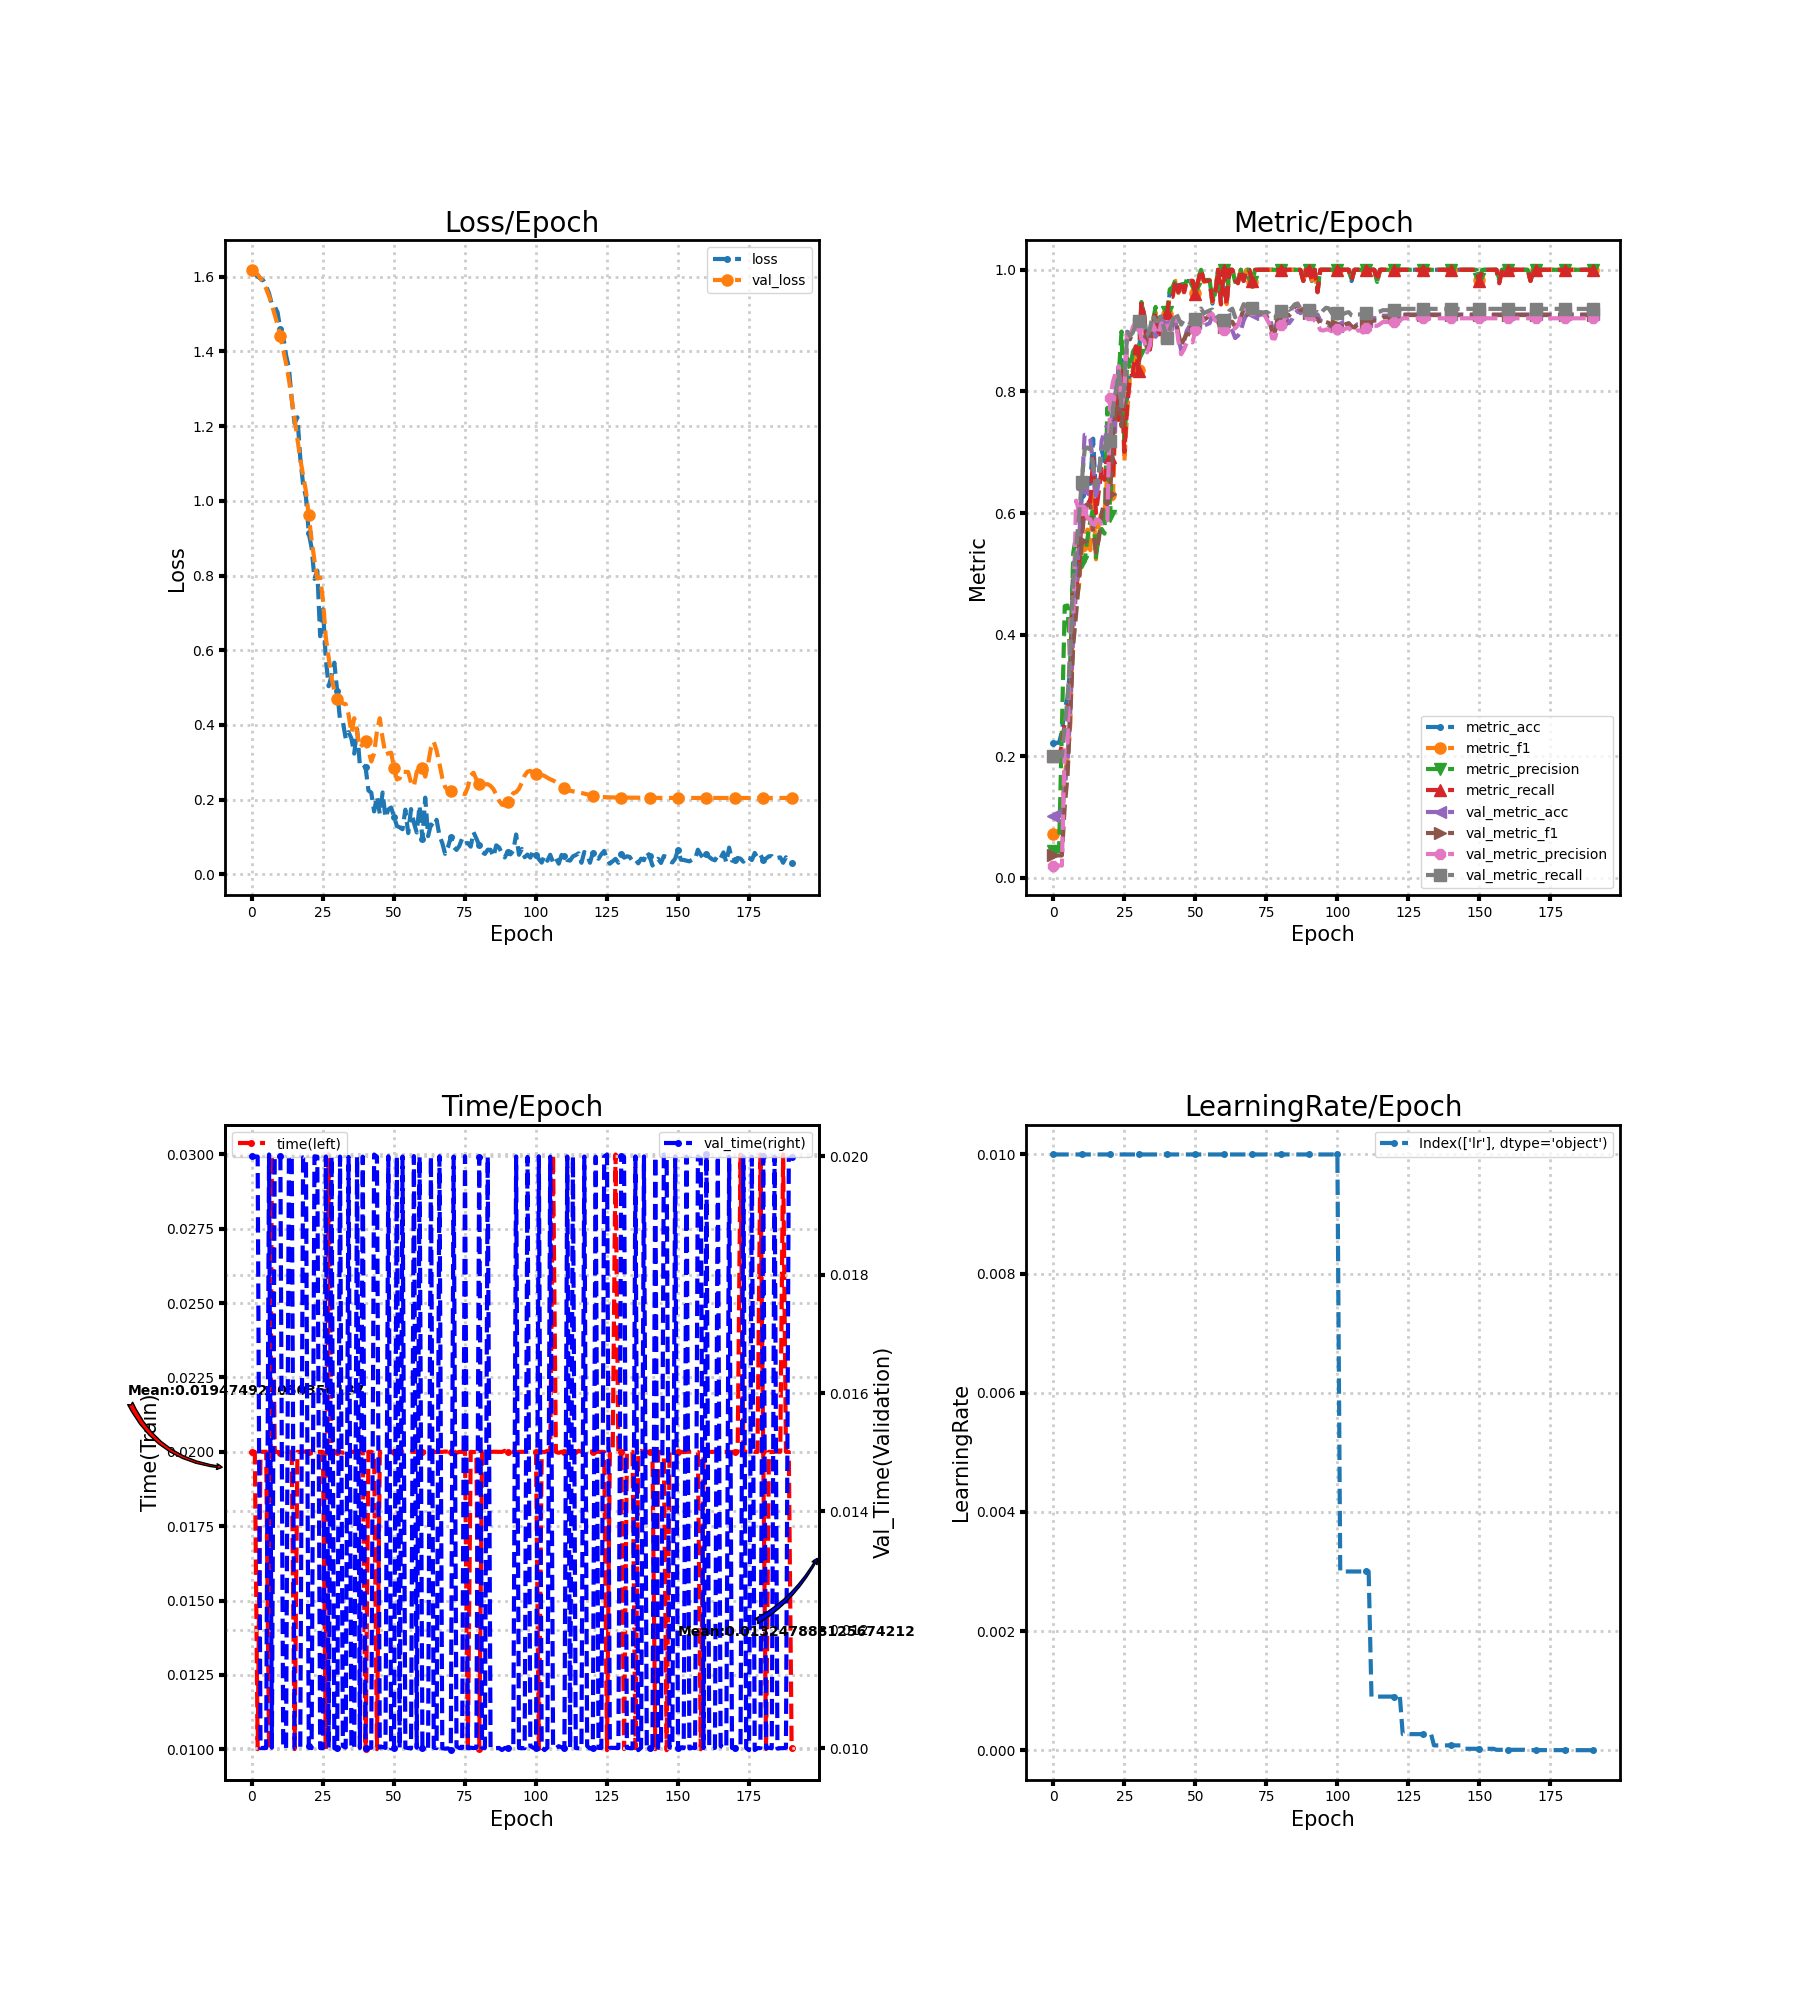 Loss/Epoch
loss
val_loss
1.6
1.4
1.2
1.0
0.8
0.6
0.4
0.2
0.0
Loss
0
25
50
75
100
125
150
175
Epoch
Metric/Epoch
1.0
0.8
0.6
0.4
0.2
0.0
Metric
metric_acc
metric_f1
metric_precision
metric_recall
val_metric_acc
val_metric_f1
val_metric_precision
val_metric_recall
0
25
50
75
100
125
150
175
Epoch
Time/Epoch
time(left)
val_time(right)
0.0300
0.0275
0.0250
0.0225
0.0200
0.0175
0.0150
0.0125
0.0100
Time(Train)
0.020
0.018
0.016
0.014
0.012
0.010
Val_Time(Validation)
Mean:0.013247888125674212
0
25
50
75
100
125
150
175
Epoch
LearningRate/Epoch
Index(['lr'], dtype='object')
0.010
0.008
0.006
0.004
0.002
0.000
LearningRate
0
25
50
75
100
125
150
175
Epoch